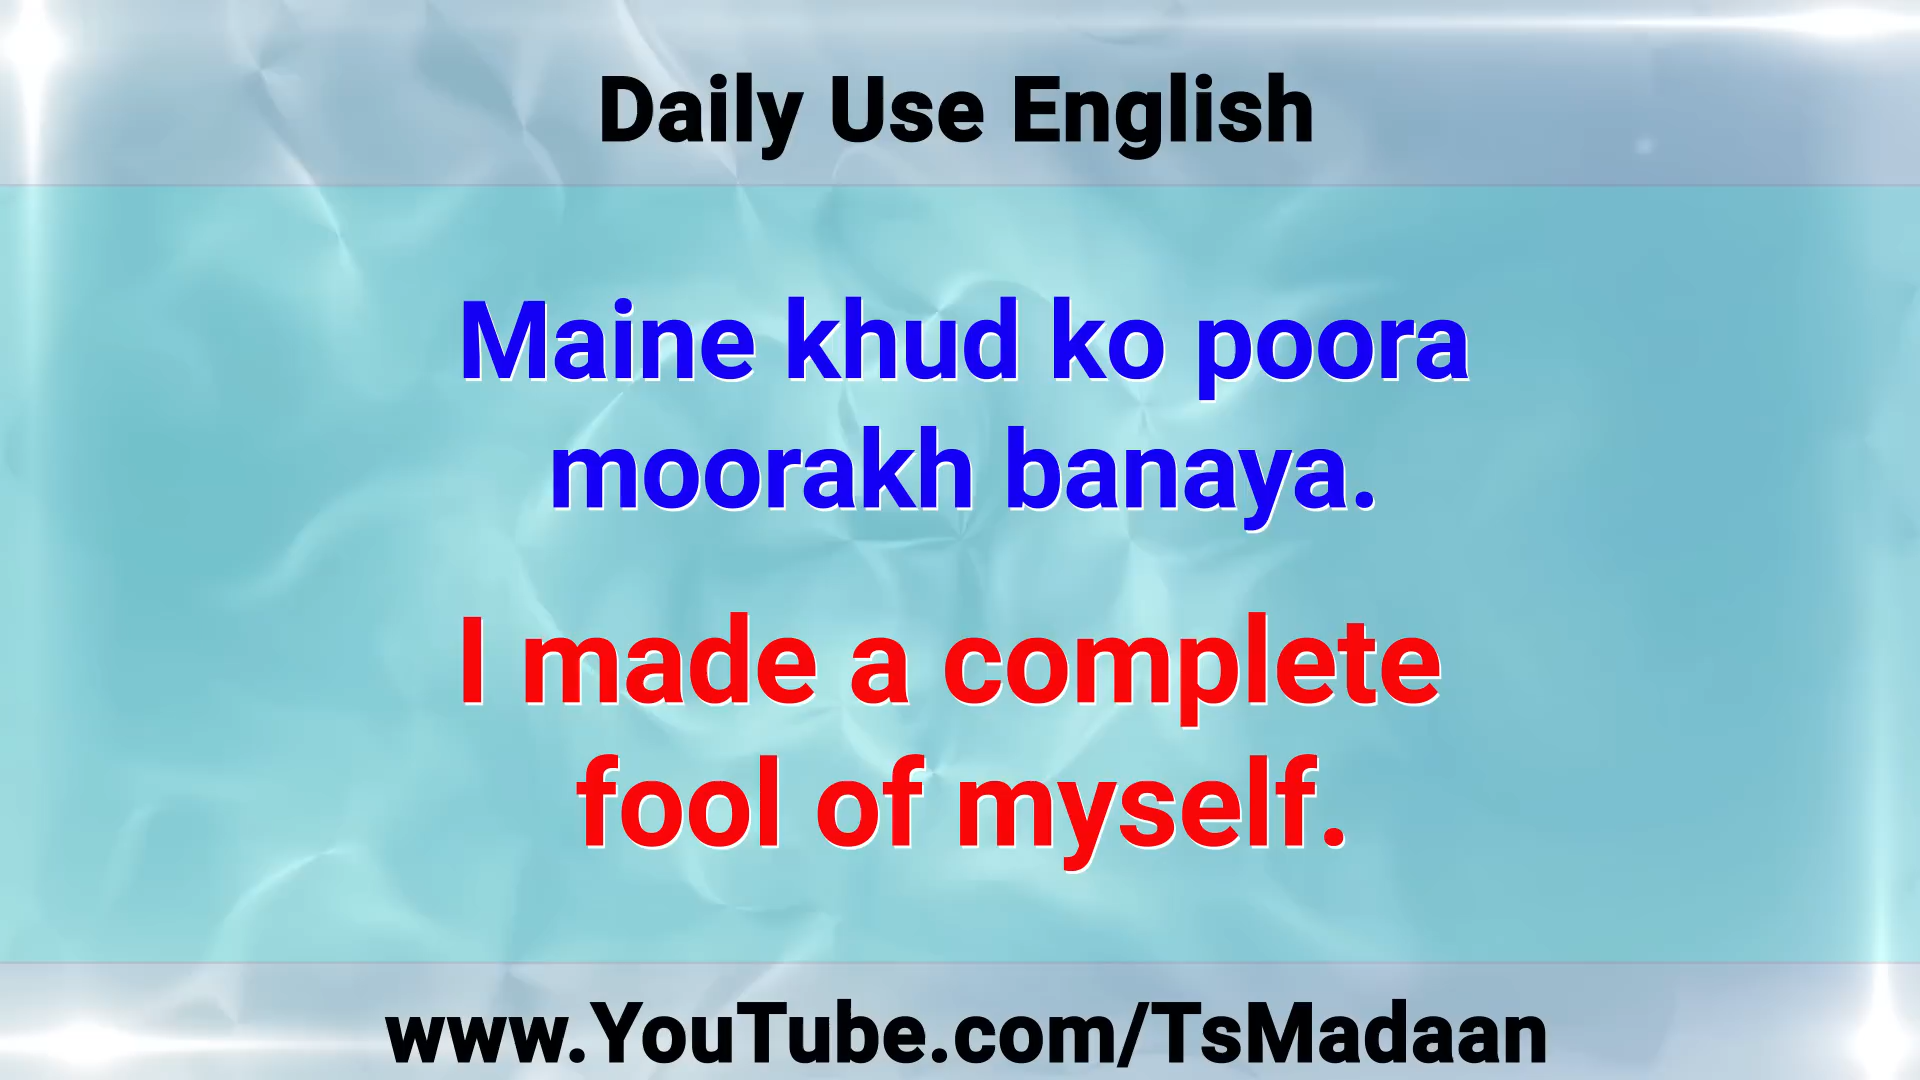 Daily Use English
Maine khud ko poora
moorakh banaya.
I made a complete
fool of myself.
www.YouTube.com/TsMadaan